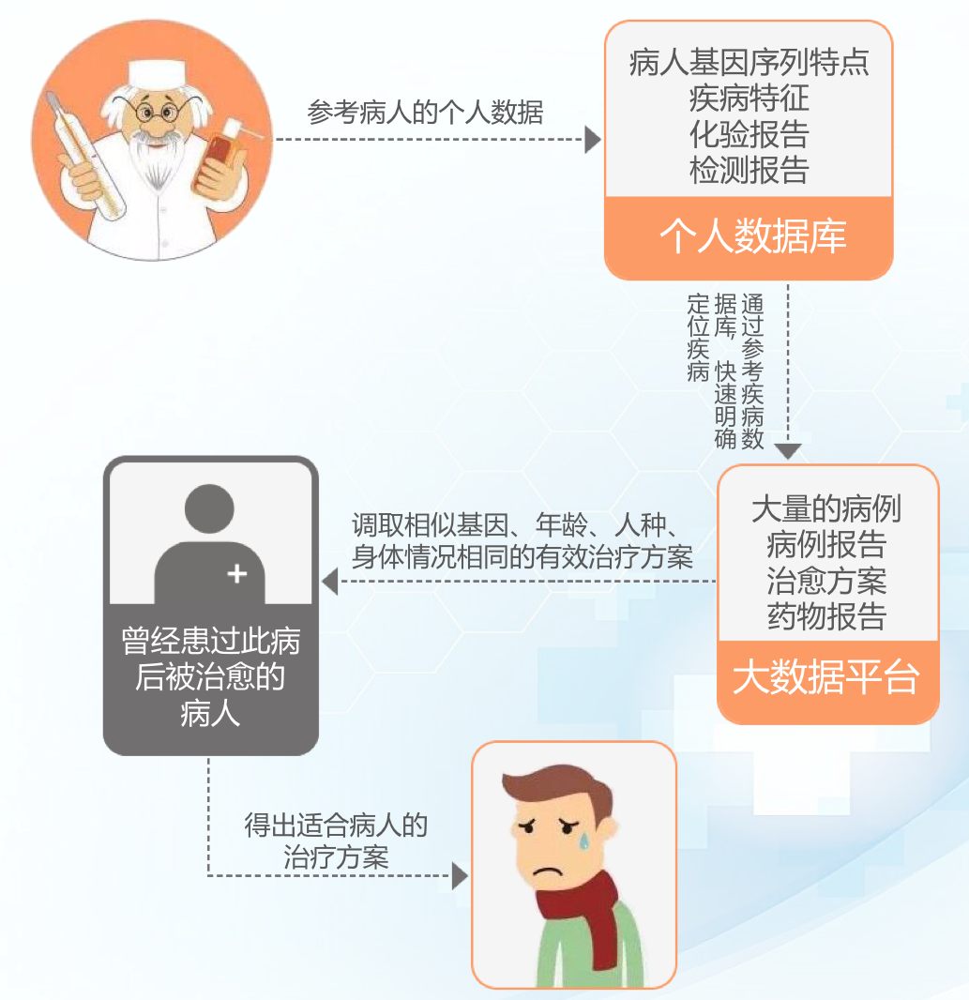 参考病人的个人数据
病人基因序列特点
疾病特征
化验报告
检测报告
个人数据库
通过参考疾病数
据库,快速明确
定位疾病
大量的病例
病例报告
治愈方案
药物报告
大数据平台
调取相似基因、年龄、人种、
身体情况相同的有效治疗方案
曾经患过此病
后被治愈的
病人
得出适合病人的
治疗方案